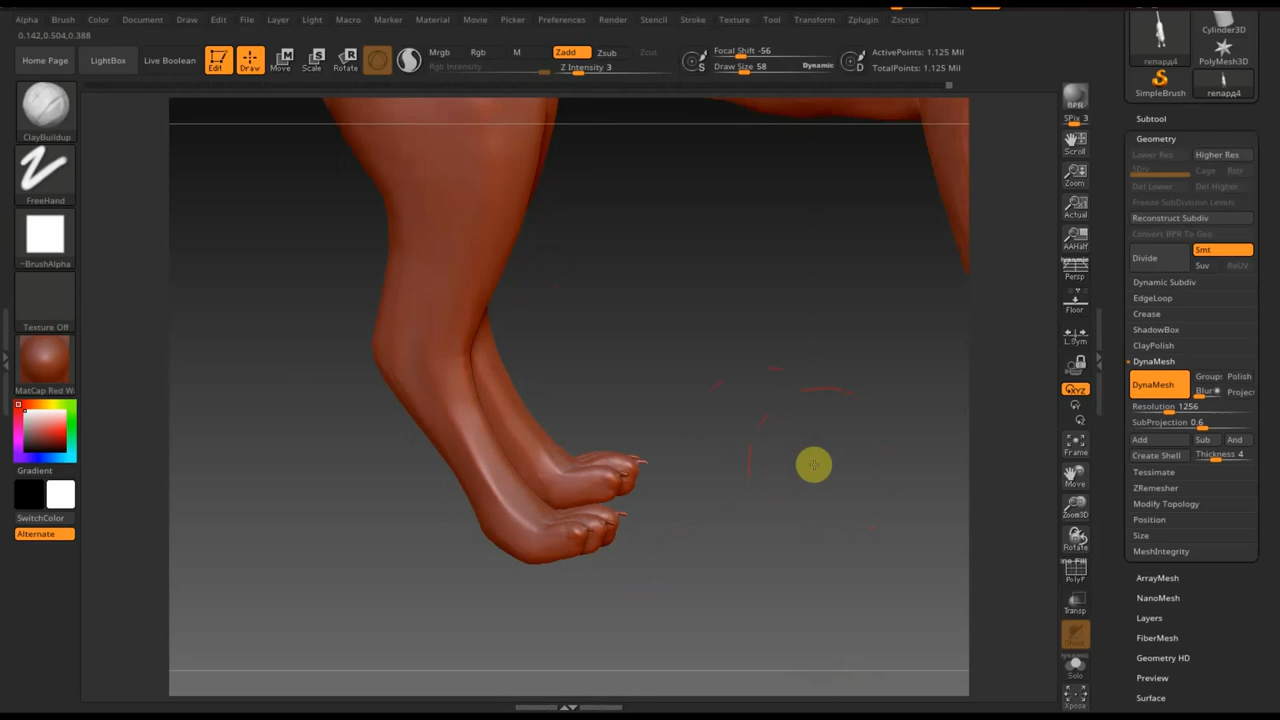 Alpha Brush Color Document Draw Edit File Layer Light Macro Marker Material Movie Picker Preferences Render Stencil Stroke Texture Tool Transform Zplugin Zscript
0.142,0.504,0.388
Home Page LightBox Live Boolean Edit Draw Move Scale Rotate
Mrgb Rgb M Zadd Zsub Zcut
Rgb Intensity Z Intensity 3
Focal Shift -56
Draw Size 58 Dynamic
ActivePoints: 1.125 Mil
TotalPoints: 1.125 Mil
ClayBuildup
FreeHand
~BrushAlpha
Texture Off
MatCap Red W
Gradient
SwitchColor
Alternate
BPR
SPix 3
Scroll
Zoom
Actual
AAHalf
Dynamic
Persp
Floor
L.Sym
XYZ
Frame
Move
Zoom3D
Rotate
PolyF
Transp
Dynamic
Solo
Xpose
Cylinder3D
гепард4 PolyMesh3D
SimpleBrush гепард4
Subtool
Geometry
Lower Res Higher Res
SDiv Cage Rstr
Del Lower Del Higher
Freeze SubDivision Levels
Reconstruct Subdiv
Convert BPR To Geo
Divide Smt
Suv ReUV
Dynamic Subdiv
EdgeLoop
Crease
ShadowBox
ClayPolish
DynaMesh
DynaMesh Groups Polish
Blur Project
Resolution 1256
SubProjection 0.6
Add Sub And
Create Shell Thickness 4
Tessimate
ZRemesher
Modify Topology
Position
Size
MeshIntegrity
ArrayMesh
NanoMesh
Layers
FiberMesh
Geometry HD
Preview
Surface